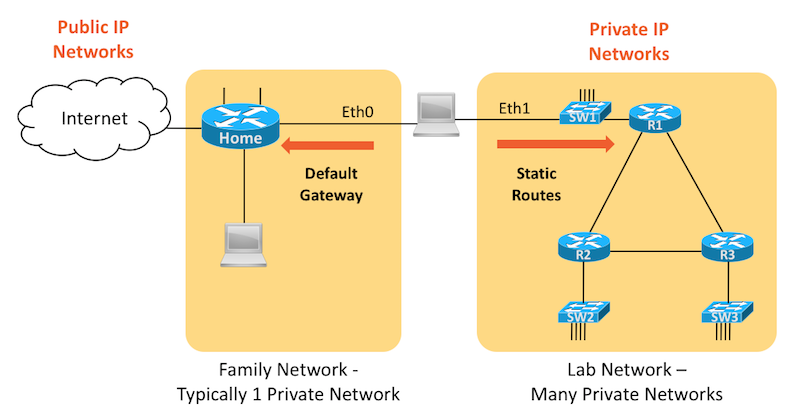 Public IP
Networks
Private IP
Networks
Internet
Home
Eth0
Eth1
SW1
R1
Default
Gateway
Static
Routes
R2
R3
SW2
SW3
Family Network -
Typically 1 Private Network
Lab Network –
Many Private Networks